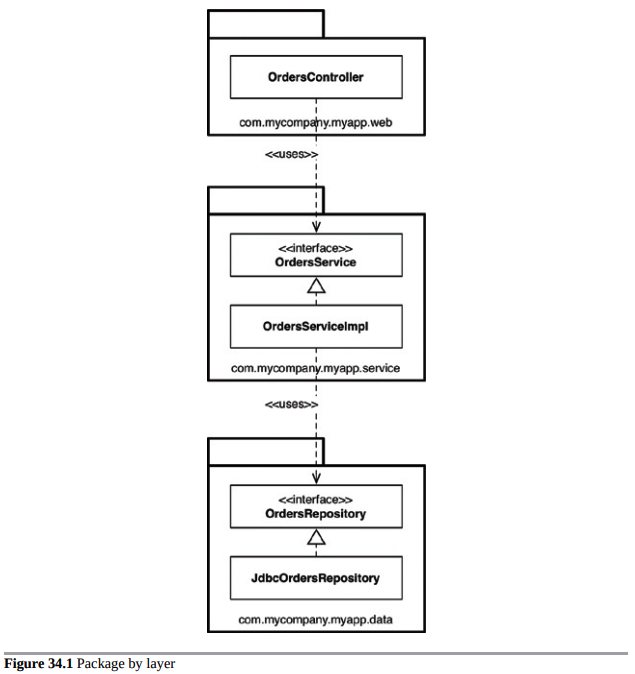 OrdersController
com.mycompany.myapp.web
<<uses>>
<<interface>>
OrdersService
OrdersServiceImpl
com.mycompany.myapp.service
<<uses>>
<<interface>>
OrdersRepository
JdbcOrdersRepository
com.mycompany.myapp.data
Figure 34.1 Package by layer